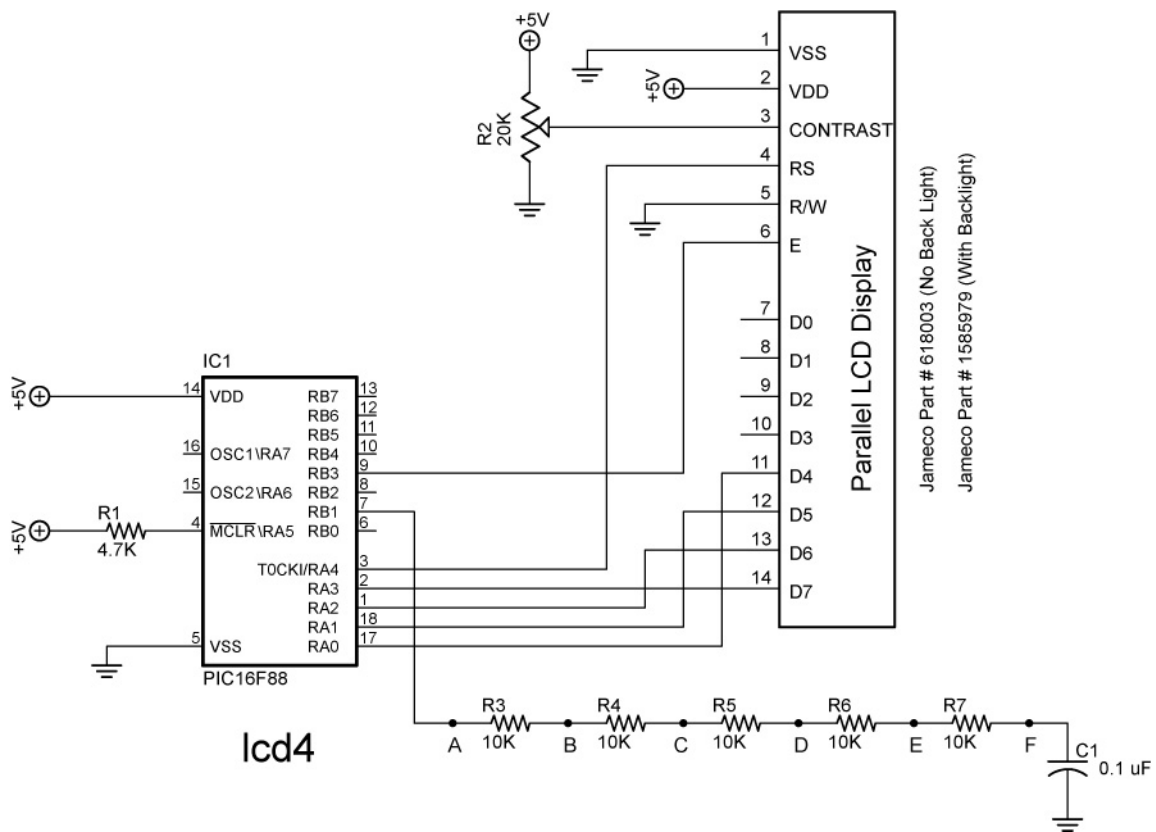 +5V
R2
20K
+5V
1
VSS
2
VDD
3
CONTRAST
4
RS
5
R/W
6
E
7
D0
8
D1
9
D2
10
D3
11
D4
12
D5
13
D6
14
D7
Parallel LCD Display
Jameco Part # 618003 (No Back Light)
Jameco Part # 1585979 (With Backlight)
IC1
+5V
14
VDD
16
OSC1\RA7
15
OSC2\RA6
+5V
R1
4.7K
4
MCLR\RA5
5
VSS
RB7
13
RB6
12
RB5
11
RB4
10
RB3
9
RB2
8
RB1
7
RB0
6
T0CKI/RA4
3
RA3
2
RA2
1
RA1
18
RA0
17
PIC16F88
lcd4
R3
R4
R5
R6
R7
A
10K
B
10K
C
10K
D
10K
E
10K
F
C1
0.1 uF